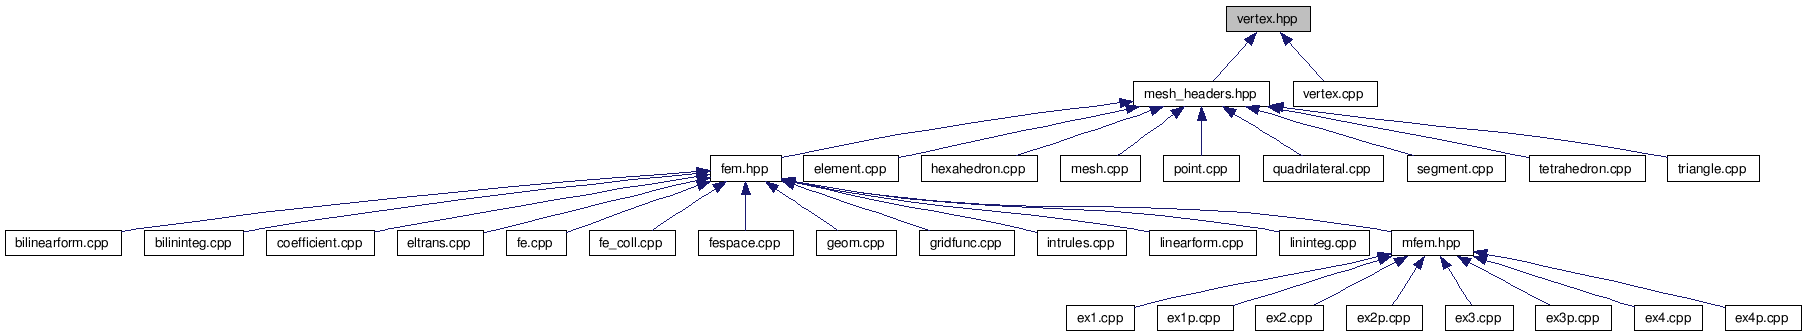 vertex.hpp
mesh_headers.hpp
vertex.cpp
fem.hpp
element.cpp
hexahedron.cpp
mesh.cpp
point.cpp
quadrilateral.cpp
segment.cpp
tetrahedron.cpp
triangle.cpp
bilinearform.cpp
bilininteg.cpp
coefficient.cpp
eltrans.cpp
fe.cpp
fe_coll.cpp
fespace.cpp
geom.cpp
gridfunc.cpp
intrules.cpp
linearform.cpp
lininteg.cpp
mfem.hpp
ex1.cpp
ex1p.cpp
ex2.cpp
ex2p.cpp
ex3.cpp
ex3p.cpp
ex4.cpp
ex4p.cpp